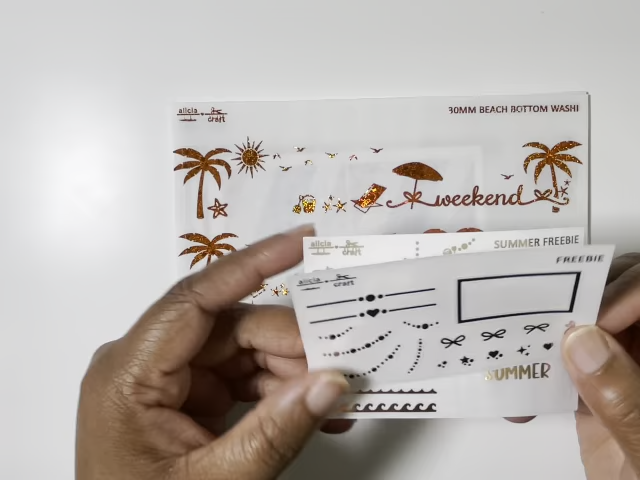 alicia craft
30MM BEACH BOTTOM WASHI
weekend
alicia craft
SUMMER FREEBIE
alicia craft
FREEBIE
SUMMER